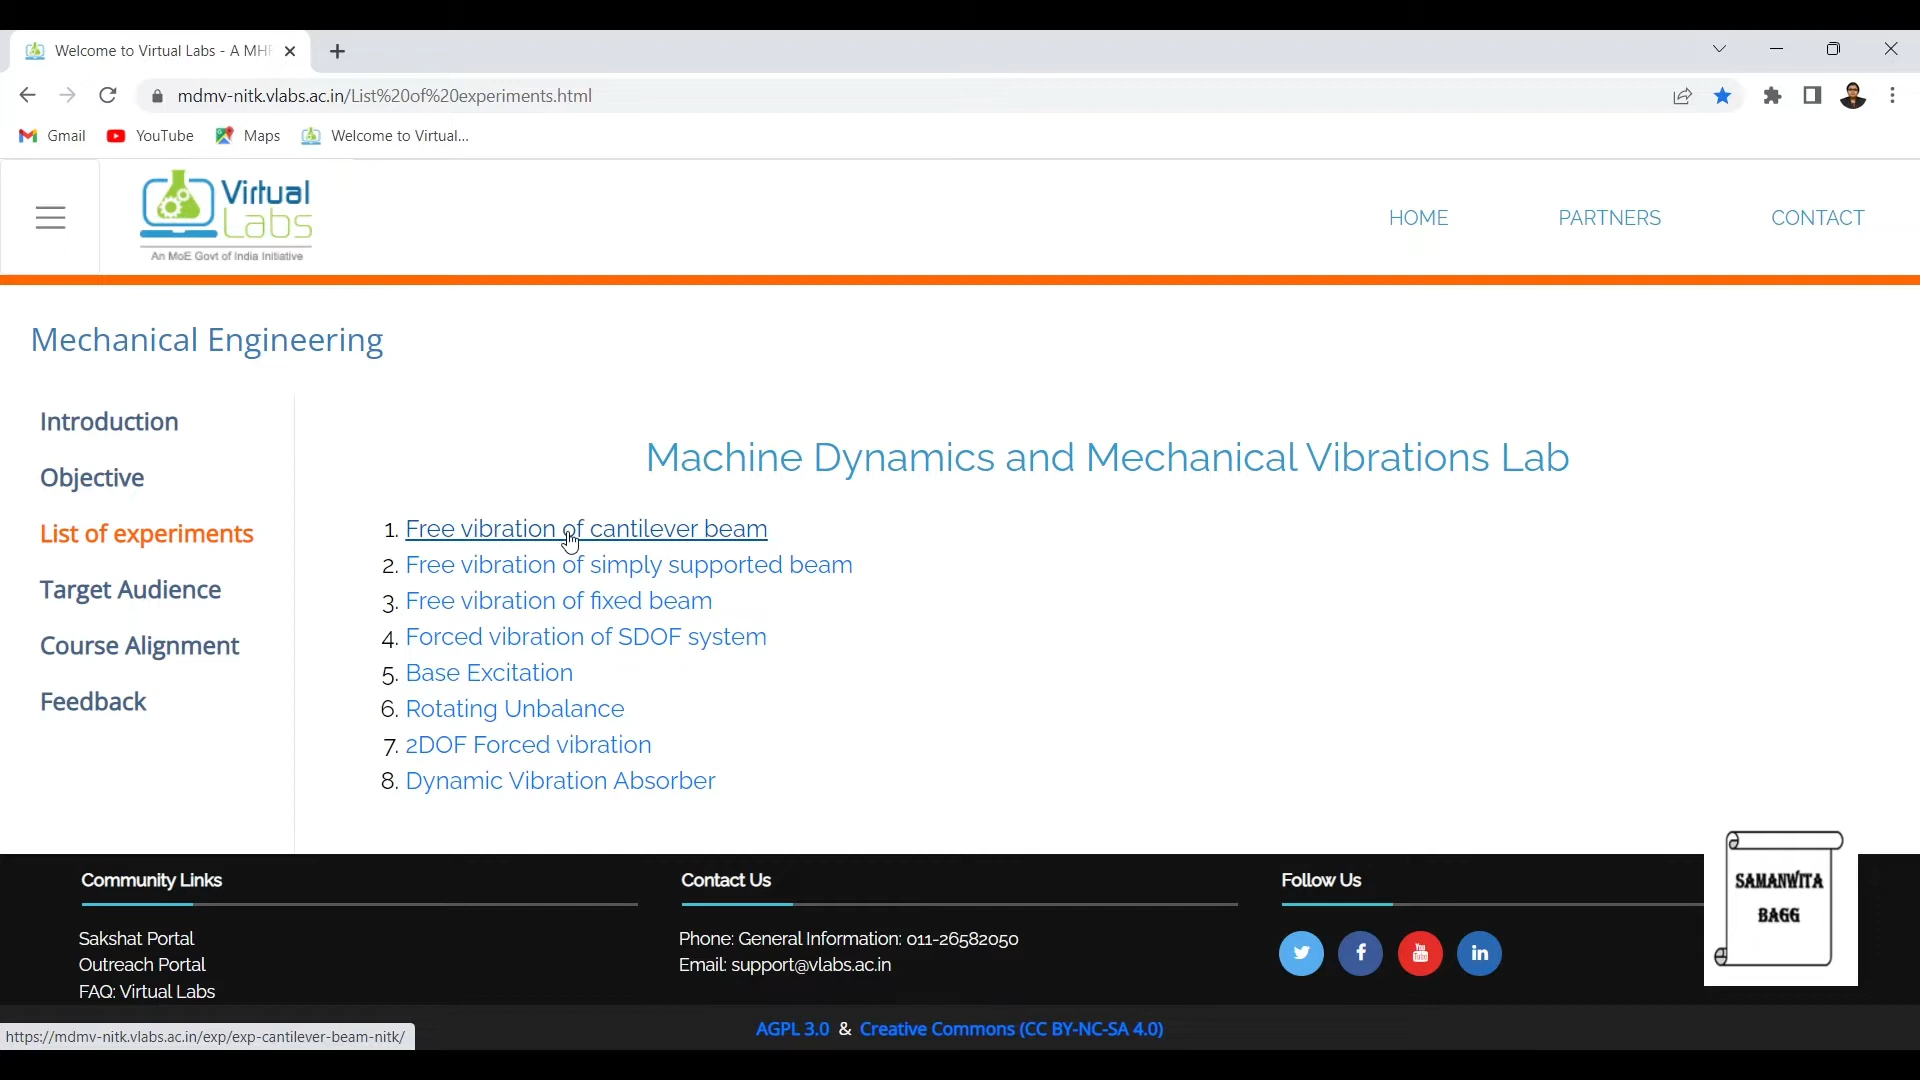 Welcome to Virtual Labs - A MHR
mdmv-nitk.vlabs.ac.in/List%20of%20experiments.html
Gmail
YouTube
Maps
Welcome to Virtual...
Virtual
Labs
An MoE Govt of India Initiative
HOME
PARTNERS
CONTACT
Mechanical Engineering
Introduction
Objective
List of experiments
Target Audience
Course Alignment
Feedback
Machine Dynamics and Mechanical Vibrations Lab
1. Free vibration of cantilever beam
2. Free vibration of simply supported beam
3. Free vibration of fixed beam
4. Forced vibration of SDOF system
5. Base Excitation
6. Rotating Unbalance
7. 2DOF Forced vibration
8. Dynamic Vibration Absorber
Community Links
Sakshat Portal
Outreach Portal
FAQ: Virtual Labs
Contact Us
Phone: General Information: 011-26582050
Email: support@vlabs.ac.in
Follow Us
You
Tube
SAMANWITA
BAGG
https://mdmv-nitk.vlabs.ac.in/exp/exp-cantilever-beam-nitk/
AGPL 3.0 & Creative Commons (CC BY-NC-SA 4.0)